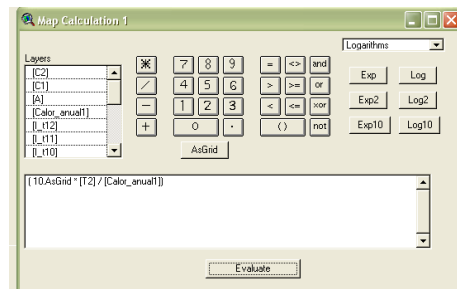 Map Calculation 1
Logarithms
Layers
[C2]
[C1]
[A]
[Calor_anual1]
[I_t12]
[I_t11]
[I_t10]
* 7 8 9 = <> and
/ 4 5 6 > >= or
- 1 2 3 < <= xor
+ 0 . ( ) not
AsGrid
Exp Log
Exp2 Log2
Exp10 Log10
( 10.AsGrid * [T2] / [Calor_anual1])
Evaluate